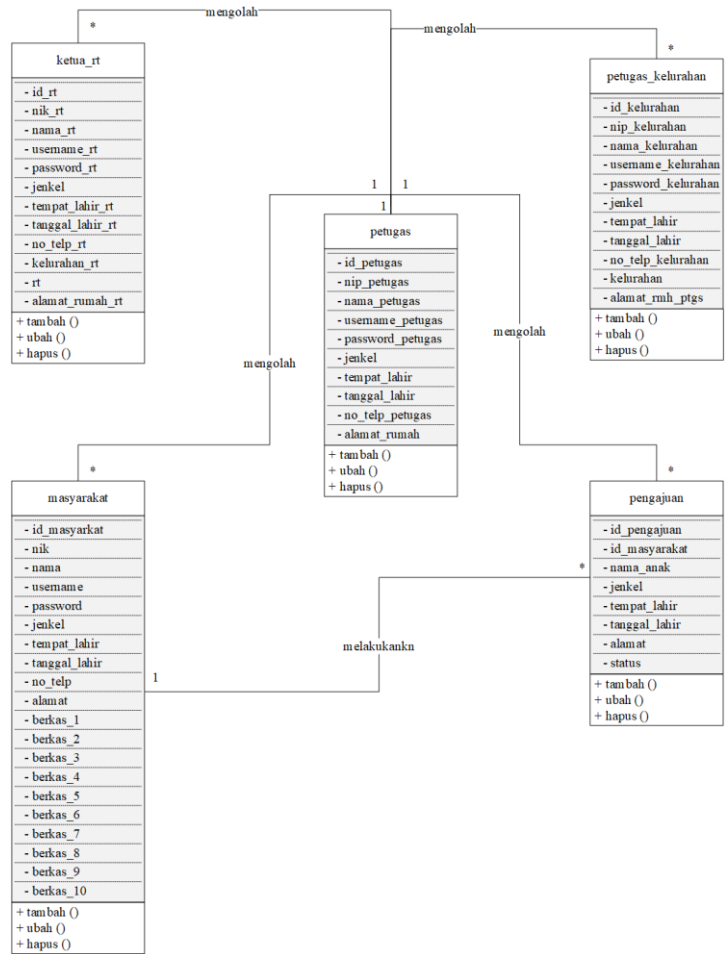 mengolah
*
ketua_rt
- id_rt
- nik_rt
- nama_rt
- username_rt
- password_rt
- jenkel
- tempat_lahir_rt
- tanggal_lahir_rt
- no_telp_rt
- kelurahan_rt
- rt
- alamat_rumah_rt
+ tambah ()
+ ubah ()
+ hapus ()
mengolah
*
petugas_kelurahan
- id_kelurahan
- nip_kelurahan
- nama_kelurahan
- username_kelurahan
- password_kelurahan
- jenkel
- tempat_lahir
- tanggal_lahir
- no_telp_kelurahan
- kelurahan
- alamat_rmh_ptgs
+ tambah ()
+ ubah ()
+ hapus ()
1 1
1
petugas
- id_petugas
- nip_petugas
- nama_petugas
- username_petugas
- password_petugas
- jenkel
- tempat_lahir
- tanggal_lahir
- no_telp_petugas
- alamat_rumah
+ tambah ()
+ ubah ()
+ hapus ()
mengolah
mengolah
*
masyarakat
- id_masyarkat
- nik
- nama
- username
- password
- jenkel
- tempat_lahir
- tanggal_lahir
- no_telp
- alamat
- berkas_1
- berkas_2
- berkas_3
- berkas_4
- berkas_5
- berkas_6
- berkas_7
- berkas_8
- berkas_9
- berkas_10
+ tambah ()
+ ubah ()
+ hapus ()
1
melakukankn
*
*
pengajuan
- id_pengajuan
- id_masyarakat
- nama_anak
- jenkel
- tempat_lahir
- tanggal_lahir
- alamat
- status
+ tambah ()
+ ubah ()
+ hapus ()